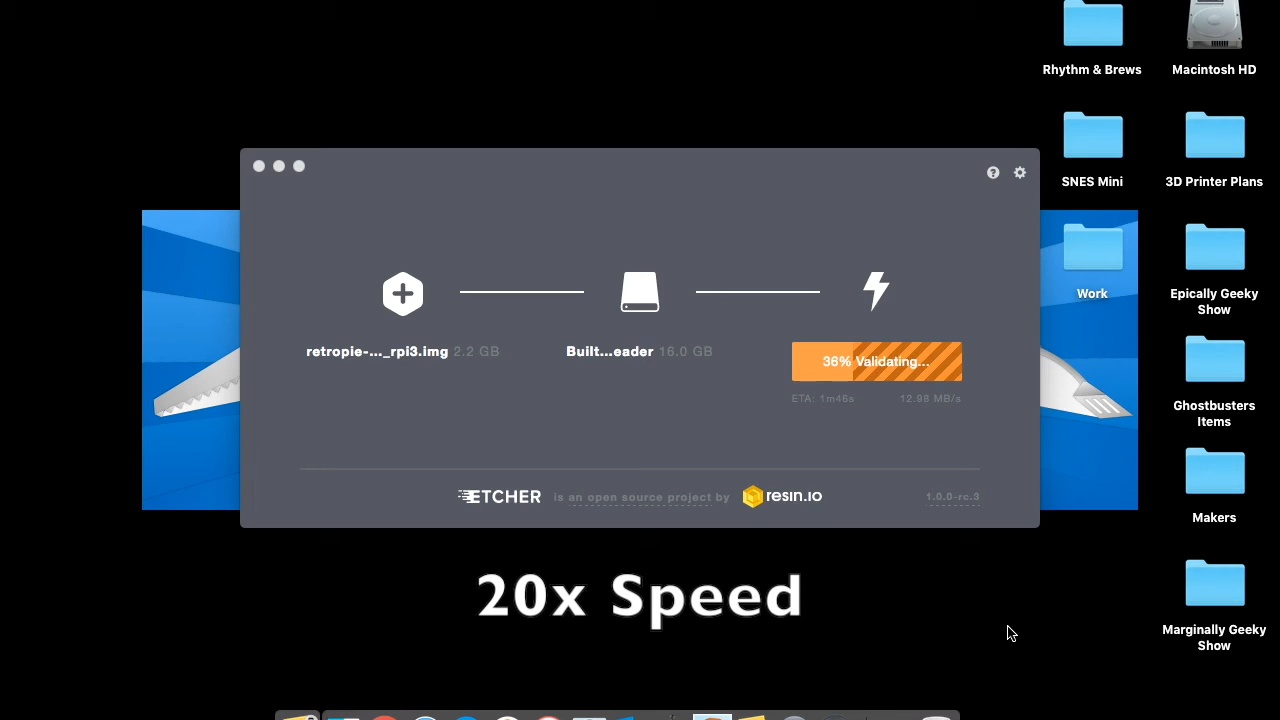 Rhythm & Brews
Macintosh HD
SNES Mini
3D Printer Plans
Work
Epically Geeky
Show
Ghostbusters
Items
Makers
Marginally Geeky
Show
retropie-..._rpi3.img 2.2 GB
Built...eader 16.0 GB
36% Validating...
ETA: 1m46s
12.98 MB/s
ETCHER is an open source project by resin.io
1.0.0-rc.3
20x Speed